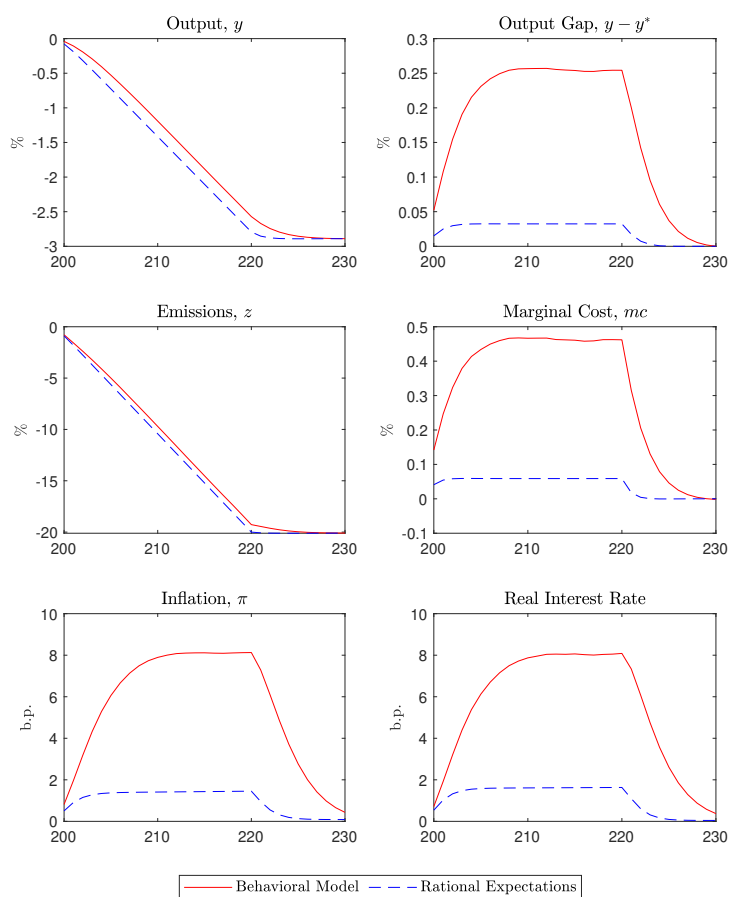 Output, y
0
-0.5
-1
-1.5
-2
-2.5
-3
%
200 210 220 230
Output Gap, y − y*
0.3
0.25
0.2
0.15
0.1
0.05
0
%
200 210 220 230
Emissions, z
0
-5
-10
-15
-20
%
200 210 220 230
Marginal Cost, mc
0.5
0.4
0.3
0.2
0.1
0
-0.1
%
200 210 220 230
Inflation, π
10
8
6
4
2
0
b.p.
200 210 220 230
Real Interest Rate
10
8
6
4
2
0
b.p.
200 210 220 230
Behavioral Model Rational Expectations